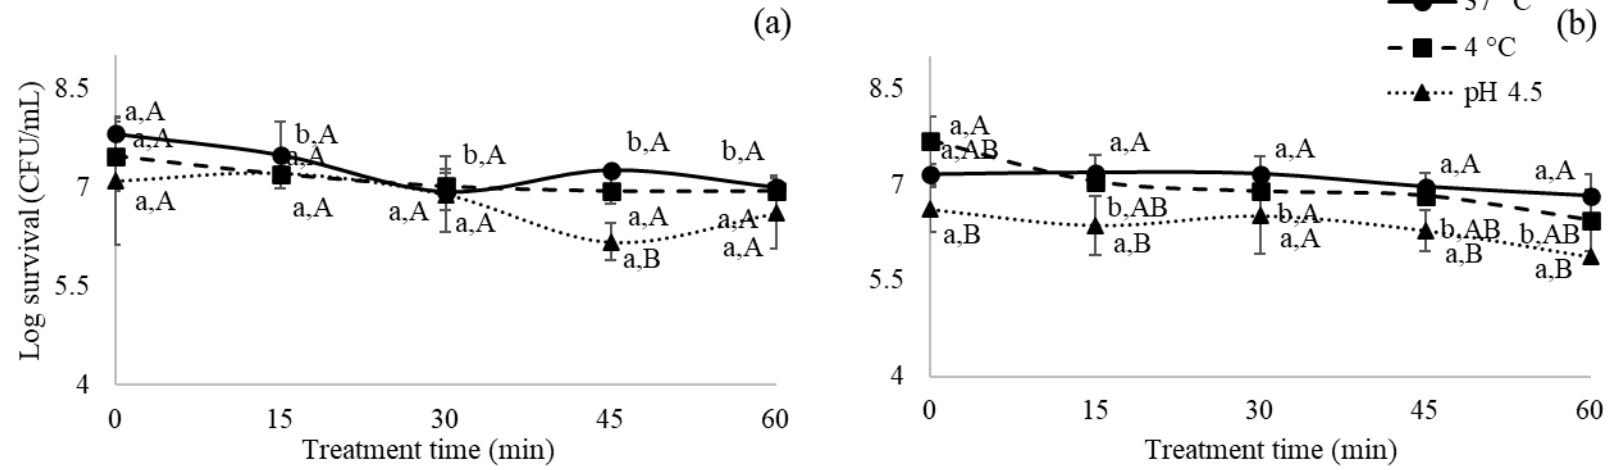 (a)
Log survival (CFU/mL)
8.5
7
5.5
4
a,A
a,A
a,A
b,A
a,A
a,A
b,A
a,A
a,A
b,A
a,A
a,B
b,A
a,A
a,A
0 15 30 45 60
Treatment time (min)
(b)
37 °C
4 °C
pH 4.5
8.5
7
5.5
4
a,A
a,AB
a,B
a,A
b,AB
a,B
a,A
b,A
a,A
a,A
b,AB
a,B
a,A
b,AB
a,B
0 15 30 45 60
Treatment time (min)